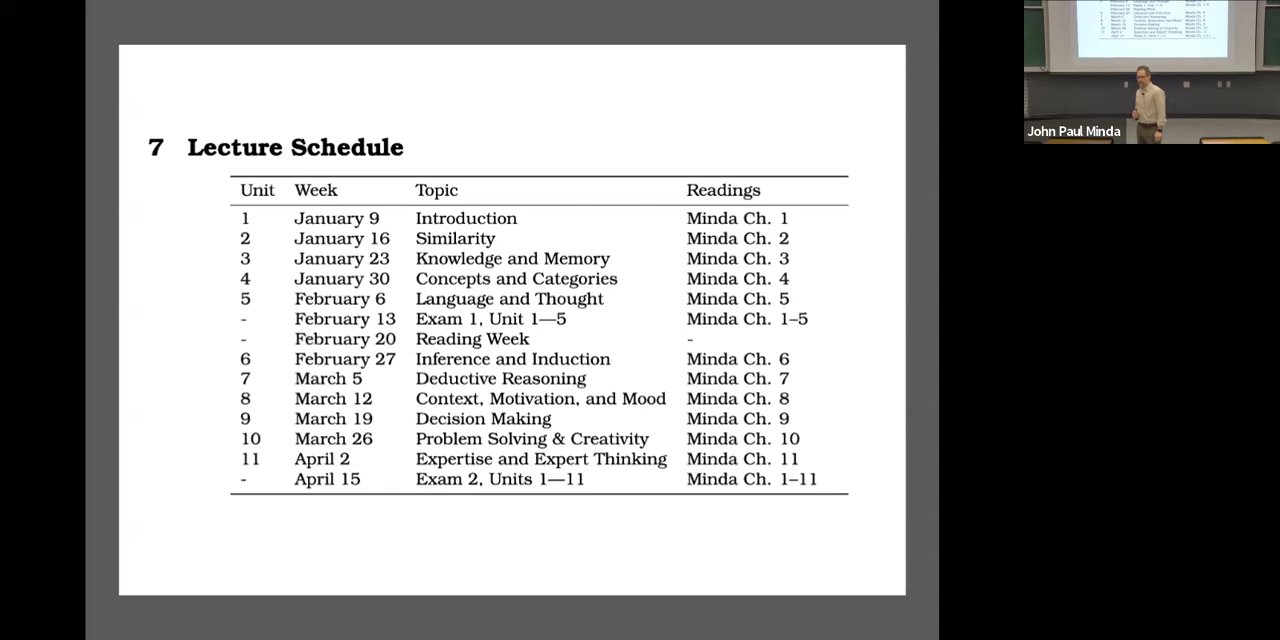 7 Lecture Schedule
Unit Week Topic Readings
1 January 9 Introduction Minda Ch. 1
2 January 16 Similarity Minda Ch. 2
3 January 23 Knowledge and Memory Minda Ch. 3
4 January 30 Concepts and Categories Minda Ch. 4
5 February 6 Language and Thought Minda Ch. 5
- February 13 Exam 1, Unit 1—5 Minda Ch. 1–5
- February 20 Reading Week -
6 February 27 Inference and Induction Minda Ch. 6
7 March 5 Deductive Reasoning Minda Ch. 7
8 March 12 Context, Motivation, and Mood Minda Ch. 8
9 March 19 Decision Making Minda Ch. 9
10 March 26 Problem Solving & Creativity Minda Ch. 10
11 April 2 Expertise and Expert Thinking Minda Ch. 11
- April 15 Exam 2, Units 1—11 Minda Ch. 1–11
John Paul Minda